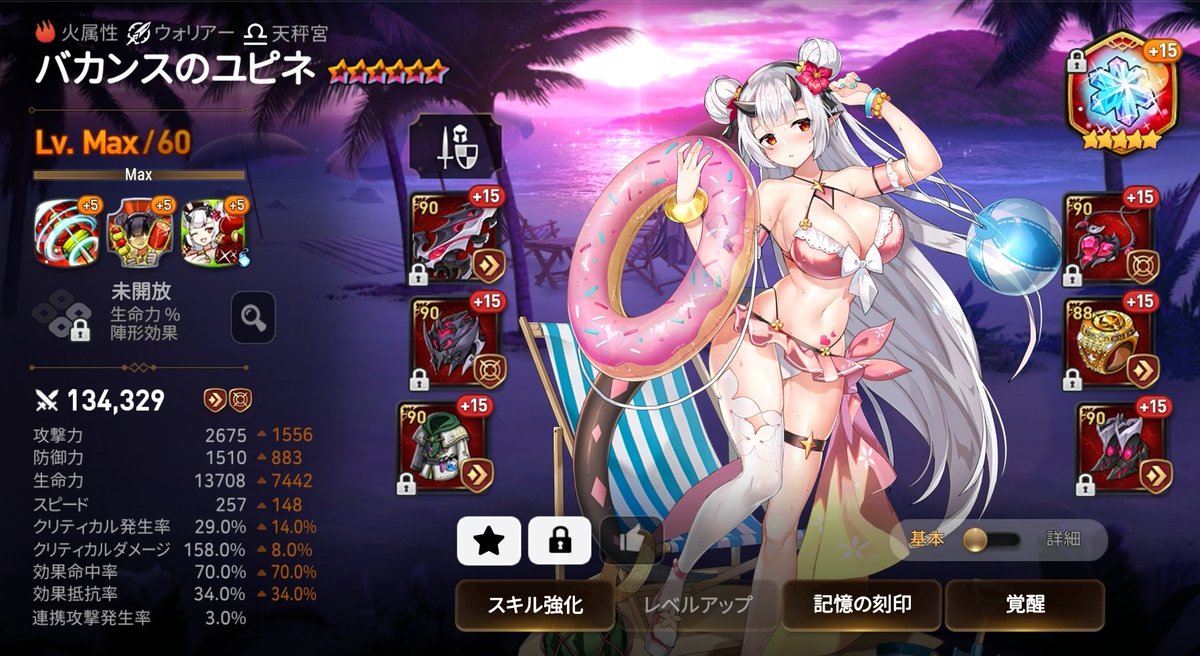 火属性 ウォリアー 天秤宮
バカンスのユピネ
Lv. Max/60
Max
+5 +5 +5
未開放
生命力 %
陣形効果
134,329
攻撃力 2675 1556
防御力 1510 883
生命力 13708 7442
スピード 257 148
クリティカル発生率 29.0% 14.0%
クリティカルダメージ 158.0% 8.0%
効果命中率 70.0% 70.0%
効果抵抗率 34.0% 34.0%
連携攻撃発生率 3.0%
90 +15
90 +15
90 +15
+15
90 +15
88 +15
90 +15
基本 詳細
スキル強化 レベルアップ 記憶の刻印 覚醒